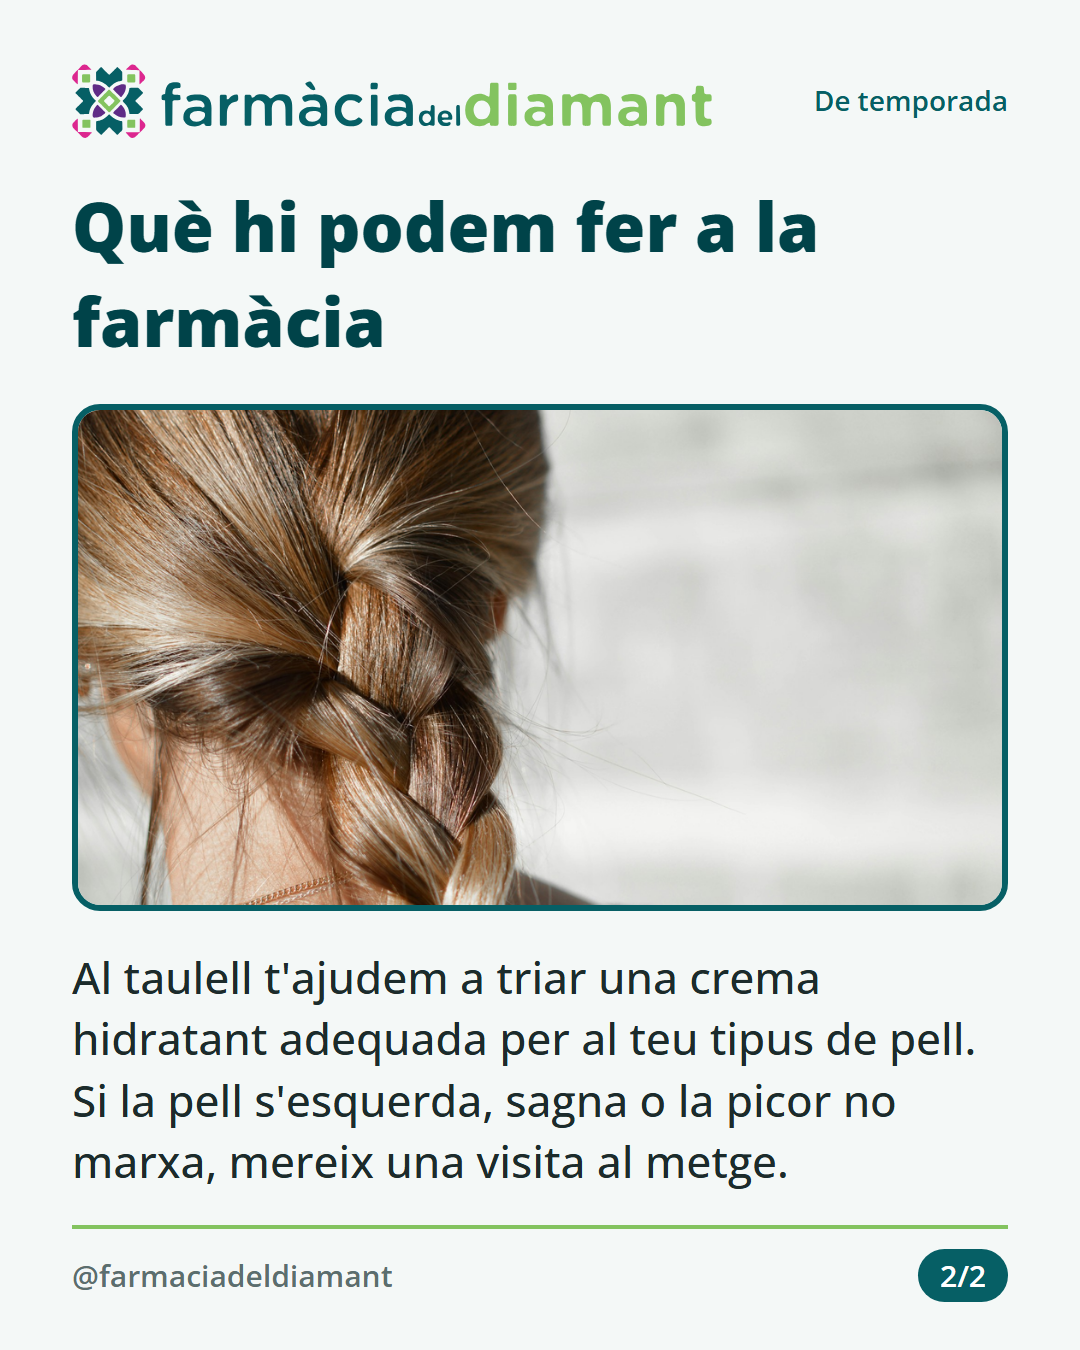 farmàciadeldiamant
De temporada
Què hi podem fer a la
farmàcia
Al taulell t'ajudem a triar una crema
hidratant adequada per al teu tipus de pell.
Si la pell s'esquerda, sagna o la picor no
marxa, mereix una visita al metge.
@farmaciadeldiamant
2/2